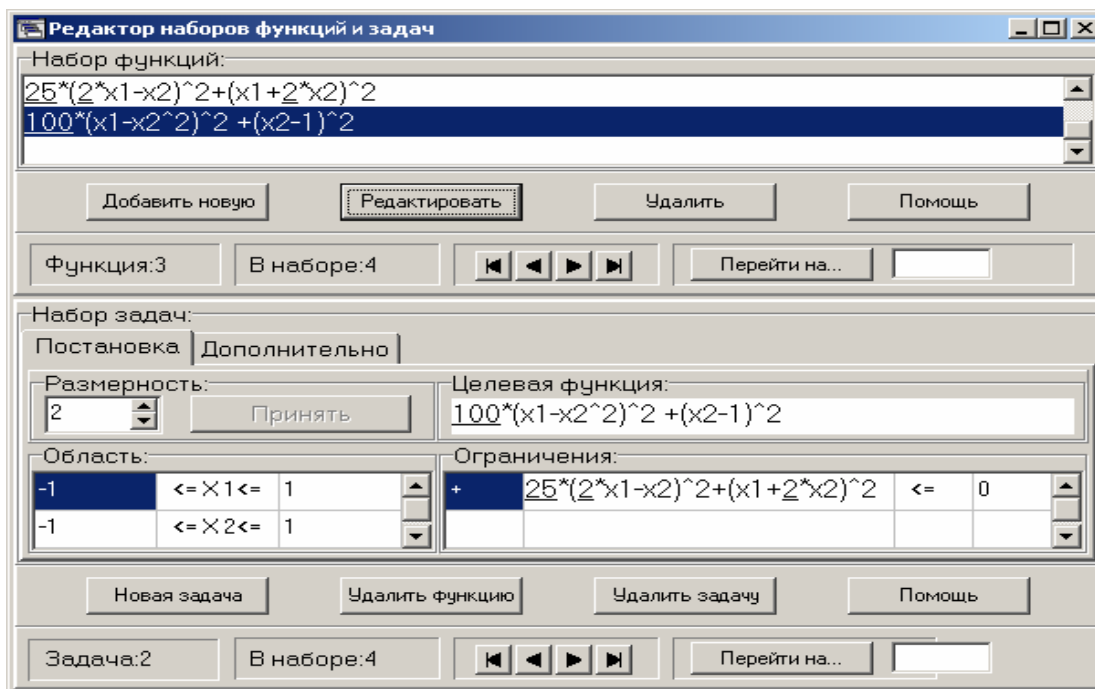 Редактор наборов функций и задач
Набор функций:
25*(2*x1-x2)^2+(x1+2*x2)^2
100*(x1-x2^2)^2 +(x2-1)^2
Добавить новую Редактировать Удалить Помощь
Функция:3 В наборе:4 Перейти на...
Набор задач:
Постановка Дополнительно
Размерность: Целевая функция:
2 Принять 100*(x1-x2^2)^2 +(x2-1)^2
Область: Ограничения:
-1 <=X1<= 1 + 25*(2*x1-x2)^2+(x1+2*x2)^2 <= 0
-1 <=X2<= 1
Новая задача Удалить функцию Удалить задачу Помощь
Задача:2 В наборе:4 Перейти на...